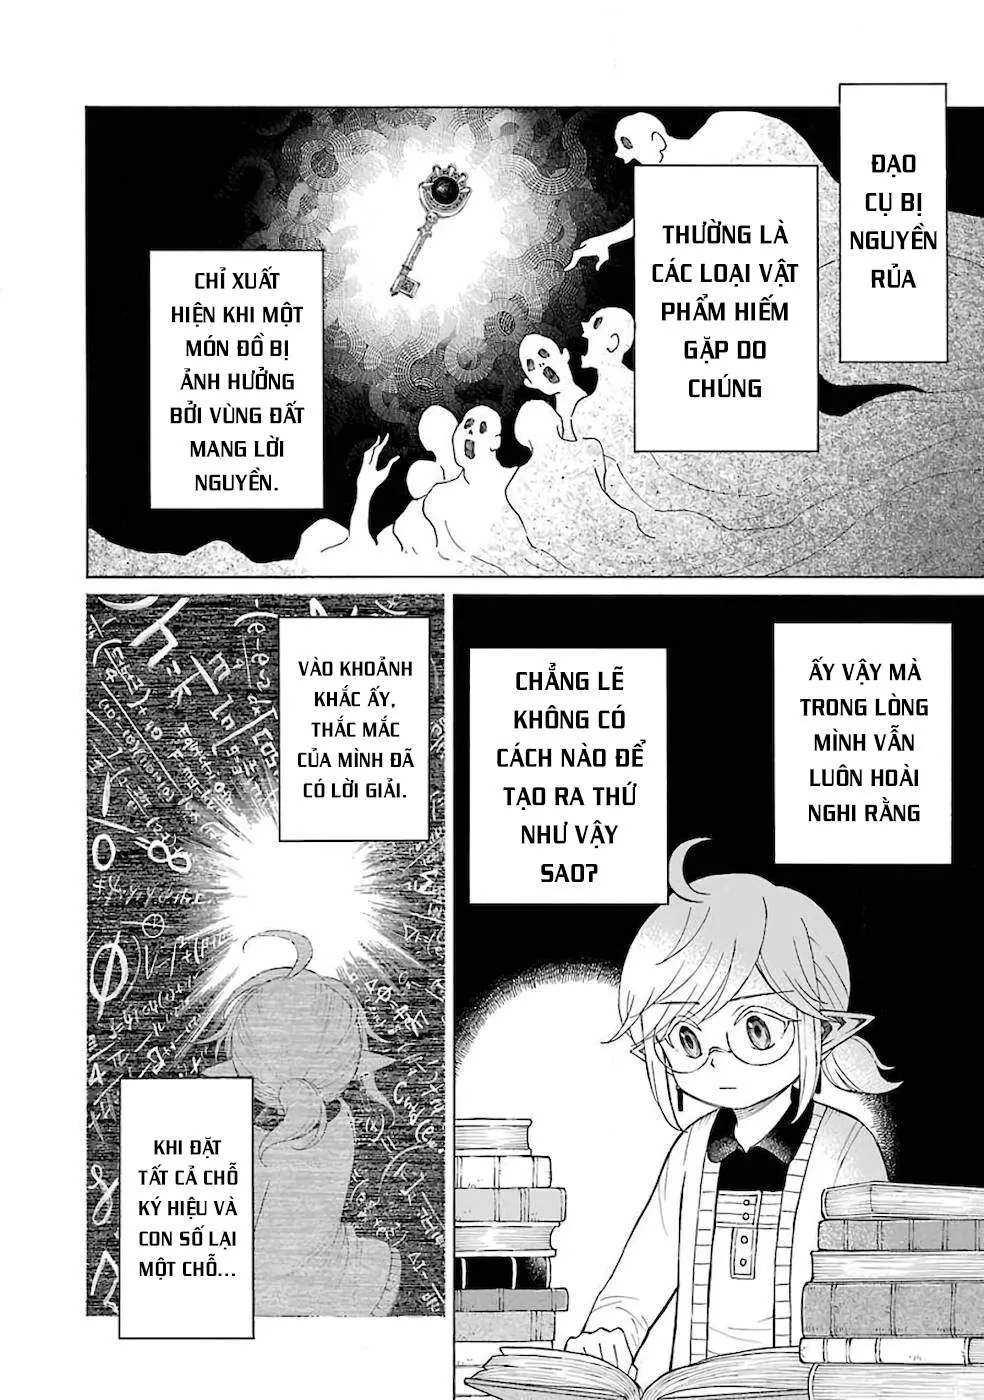 ĐẠO
CỤ BỊ
NGUYỀN
RỦA
THƯỜNG LÀ
CÁC LOẠI VẬT
PHẨM HIẾM
GẶP DO
CHÚNG
CHỈ XUẤT
HIỆN KHI MỘT
MÓN ĐỒ BỊ
ẢNH HƯỞNG
BỞI VÙNG ĐẤT
MANG LỜI
NGUYỀN.
ẤY VẬY MÀ
TRONG LÒNG
MÌNH VẪN
LUÔN HOÀI
NGHI RẰNG
CHẲNG LẼ
KHÔNG CÓ
CÁCH NÀO ĐỂ
TẠO RA THỨ
NHƯ VẬY
SAO?
VÀO KHOẢNH
KHẮC ẤY,
THẮC MẮC
CỦA MÌNH ĐÃ
CÓ LỜI GIẢI.
KHI ĐẶT
TẤT CẢ CHỖ
KÝ HIỆU VÀ
CON SỐ LẠI
MỘT CHỖ...